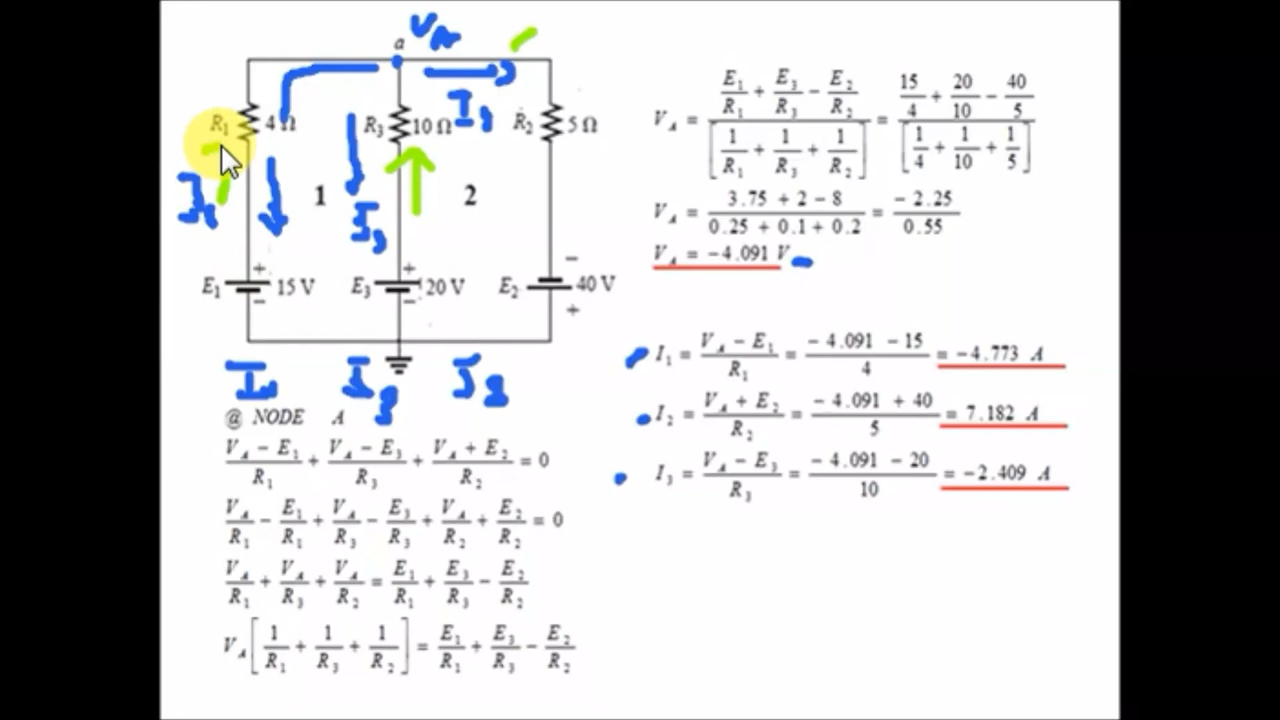 a VA
R₁ 4 Ω R₃ 10 Ω I₂ R₂ 5 Ω
I₁ 1 I₃ 2
+ + −
E₁ 15 V E₃ 20 V E₂ 40 V
− − +
I₁ I₃ I₂
@ NODE A
(V_A − E₁)/R₁ + (V_A − E₃)/R₃ + (V_A + E₂)/R₂ = 0
V_A/R₁ − E₁/R₁ + V_A/R₃ − E₃/R₃ + V_A/R₂ + E₂/R₂ = 0
V_A/R₁ + V_A/R₃ + V_A/R₂ = E₁/R₁ + E₃/R₃ − E₂/R₂
V_A [1/R₁ + 1/R₃ + 1/R₂] = E₁/R₁ + E₃/R₃ − E₂/R₂
V_A = (E₁/R₁ + E₃/R₃ − E₂/R₂)/[1/R₁ + 1/R₃ + 1/R₂] = (15/4 + 20/10 − 40/5)/[1/4 + 1/10 + 1/5]
V_A = (3.75 + 2 − 8)/(0.25 + 0.1 + 0.2) = −2.25/0.55
V_A = −4.091 V
I₁ = (V_A − E₁)/R₁ = (−4.091 − 15)/4 = −4.773 A
I₂ = (V_A + E₂)/R₂ = (−4.091 + 40)/5 = 7.182 A
I₃ = (V_A − E₃)/R₃ = (−4.091 − 20)/10 = −2.409 A